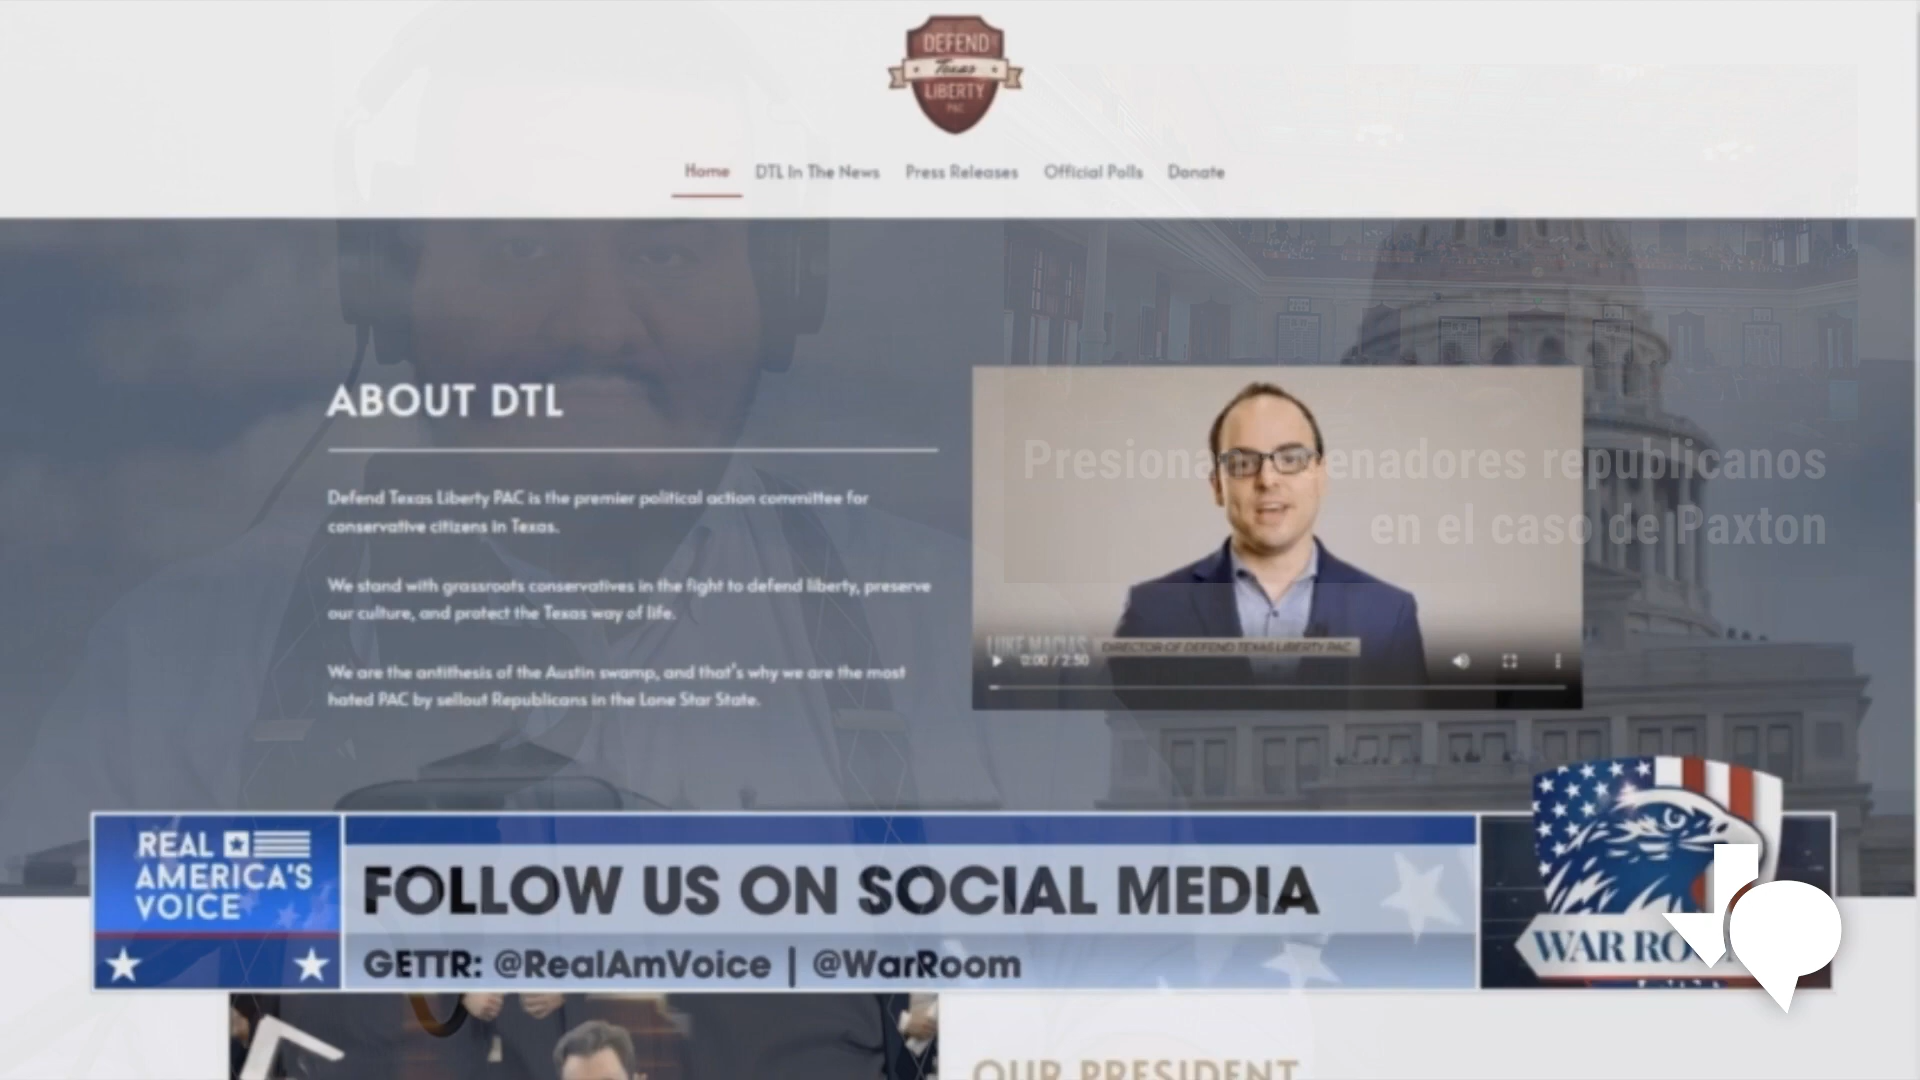 DEFEND
Texas
LIBERTY
PAC
Home DTL In The News Press Releases Official Polls Donate
ABOUT DTL
Defend Texas Liberty PAC is the premier political action committee for
conservative citizens in Texas.
We stand with grassroots conservatives in the fight to defend liberty, preserve
our culture, and protect the Texas way of life.
We are the antithesis of the Austin swamp, and that's why we are the most
hated PAC by sellout Republicans in the Lone Star State.
republicanos
en el caso de Paxton
LUKE MACIAS
DIRECTOR OF DEFEND TEXAS LIBERTY PAC
0:00 / 2:50
REAL
AMERICA'S
VOICE
FOLLOW US ON SOCIAL MEDIA
GETTR: @RealAmVoice | @WarRoom
WAR
OUR PRESIDENT